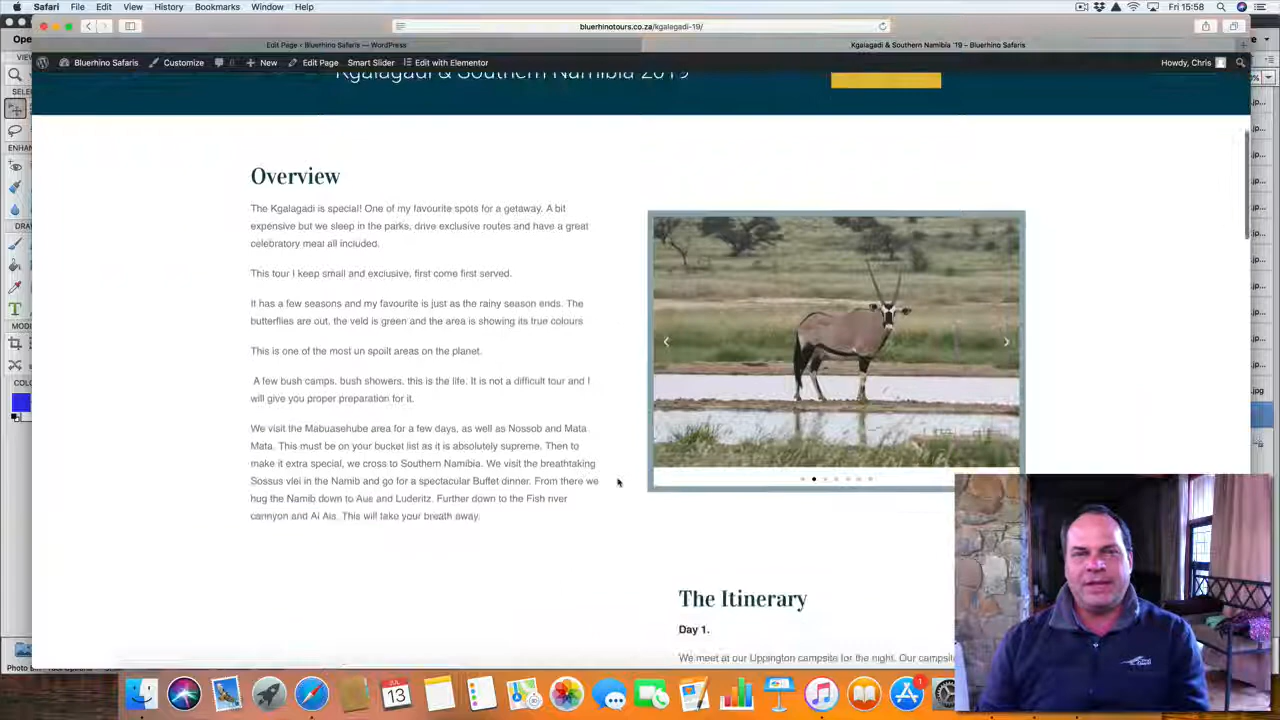 Safari File Edit View History Bookmarks Window Help Fri 15:58
bluerhinotours.co.za/kgalegadi-19/
Edit Page ‹ Bluerhino Safaris — WordPress Kgalagadi & Southern Namibia '19 – Bluerhino Safaris
Bluerhino Safaris Customize 0 New Edit Page Smart Slider Edit with Elementor Howdy, Chris
Kgalagadi & Southern Namibia 2019
Overview
The Kgalagadi is special! One of my favourite spots for a getaway. A bit
expensive but we sleep in the parks, drive exclusive routes and have a great
celebratory meal all included.
This tour I keep small and exclusive, first come first served.
It has a few seasons and my favourite is just as the rainy season ends. The
butterflies are out, the veld is green and the area is showing its true colours
This is one of the most un spoilt areas on the planet.
A few bush camps, bush showers, this is the life. It is not a difficult tour and I
will give you proper preparation for it.
We visit the Mabuasehube area for a few days, as well as Nossob and Mata
Mata. This must be on your bucket list as it is absolutely supreme. Then to
make it extra special, we cross to Southern Namibia. We visit the breathtaking
Sossus vlei in the Namib and go for a spectacular Buffet dinner. From there we
hug the Namib down to Aus and Luderitz. Further down to the Fish river
cannyon and Ai Ais. This will take your breath away.
The Itinerary
Day 1.
We meet at our Uppington campsite for the night. Our campsite
JUL
13
1